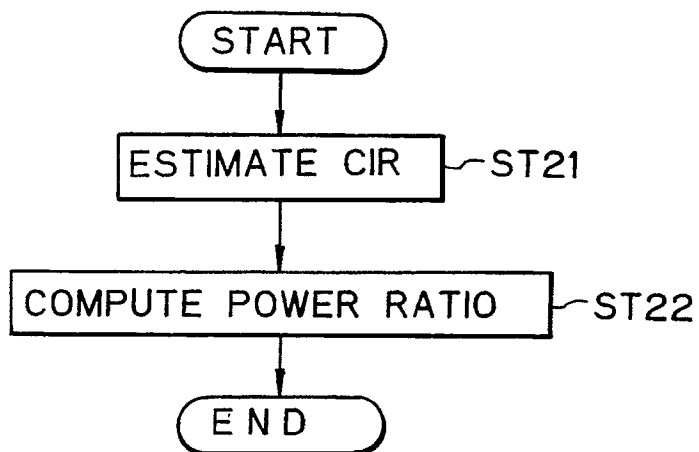 START
ESTIMATE CIR ST21
COMPUTE POWER RATIO ST22
END